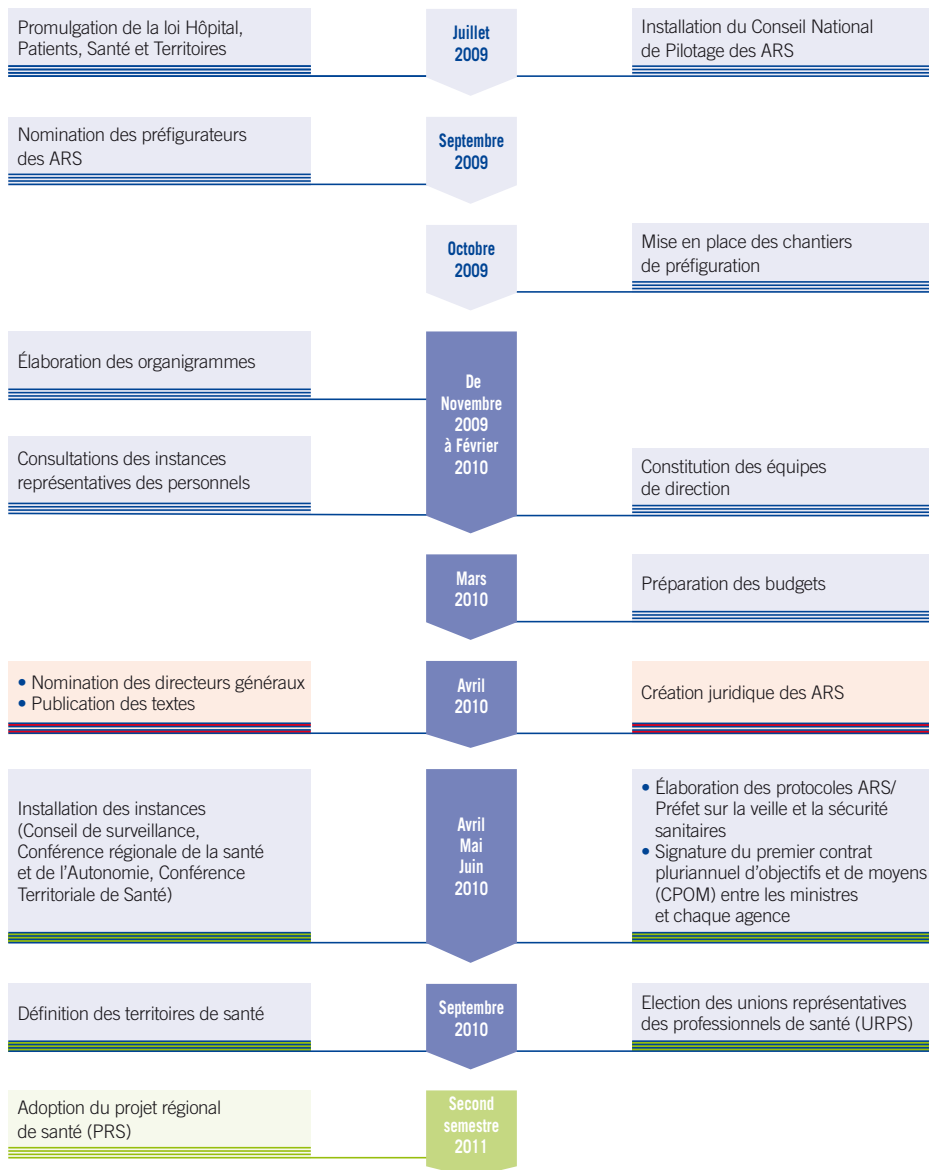 Promulgation de la loi Hôpital,
Patients, Santé et Territoires
Juillet
2009
Installation du Conseil National
de Pilotage des ARS
Nomination des préfigurateurs
des ARS
Septembre
2009
Octobre
2009
Mise en place des chantiers
de préfiguration
Élaboration des organigrammes
De
Novembre
2009
à Février
2010
Consultations des instances
représentatives des personnels
Constitution des équipes
de direction
Mars
2010
Préparation des budgets
• Nomination des directeurs généraux
• Publication des textes
Avril
2010
Création juridique des ARS
Installation des instances
(Conseil de surveillance,
Conférence régionale de la santé
et de l'Autonomie, Conférence
Territoriale de Santé)
Avril
Mai
Juin
2010
• Élaboration des protocoles ARS/
Préfet sur la veille et la sécurité
sanitaires
• Signature du premier contrat
pluriannuel d'objectifs et de moyens
(CPOM) entre les ministres
et chaque agence
Définition des territoires de santé
Septembre
2010
Election des unions représentatives
des professionnels de santé (URPS)
Adoption du projet régional
de santé (PRS)
Second
semestre
2011